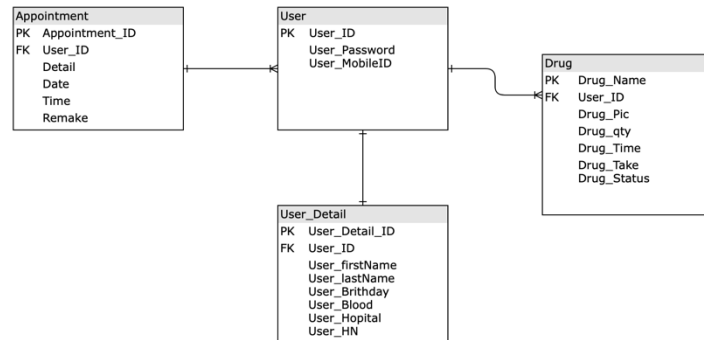 Appointment
PK Appointment_ID
FK User_ID
Detail
Date
Time
Remake
User
PK User_ID
User_Password
User_MobileID
Drug
PK Drug_Name
FK User_ID
Drug_Pic
Drug_qty
Drug_Time
Drug_Take
Drug_Status
User_Detail
PK User_Detail_ID
FK User_ID
User_firstName
User_lastName
User_Brithday
User_Blood
User_Hopital
User_HN